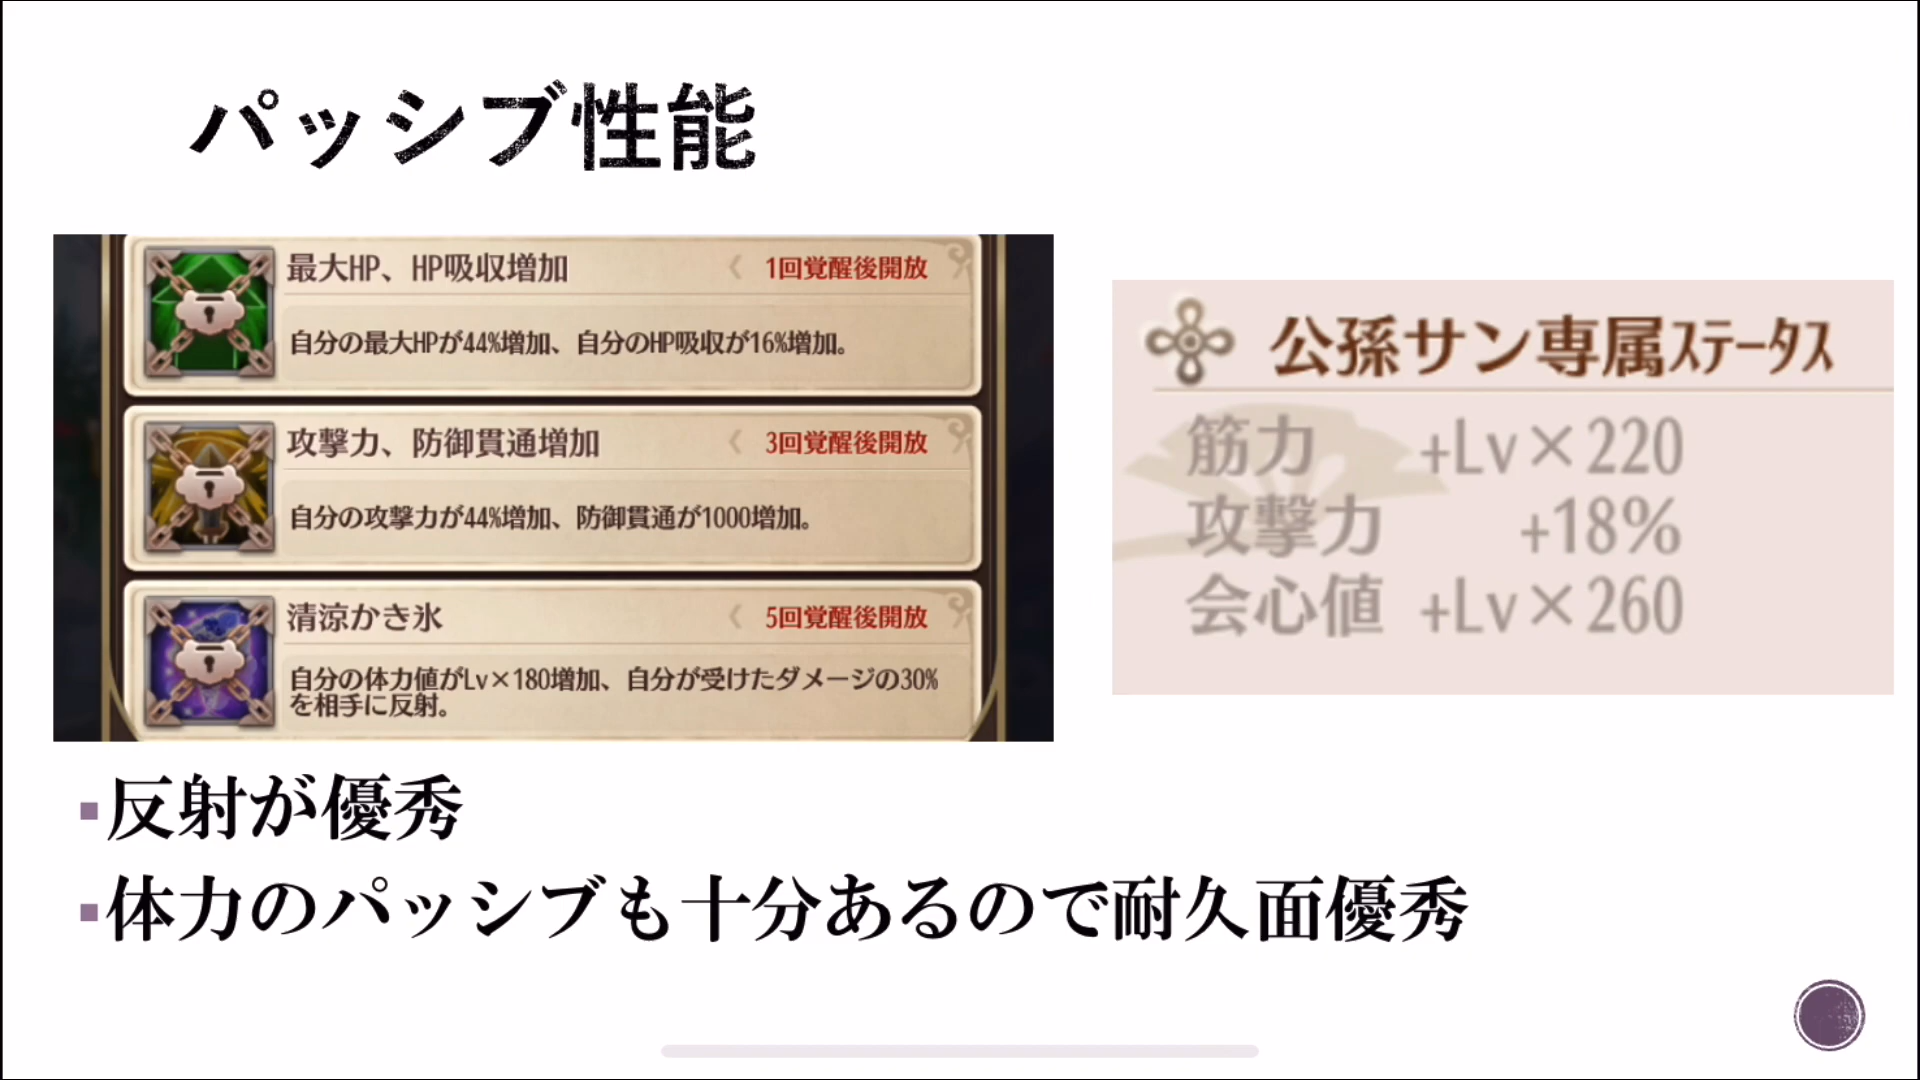 パッシブ性能
最大HP、HP吸収増加
1回覚醒後開放
自分の最大HPが44%増加、自分のHP吸収が16%増加。
攻撃力、防御貫通増加
3回覚醒後開放
自分の攻撃力が44%増加、防御貫通が1000増加。
清涼かき氷
5回覚醒後開放
自分の体力値がLv×180増加、自分が受けたダメージの30%
を相手に反射。
公孫サン専属ｽﾃｰﾀｽ
筋力 +Lv×220
攻撃力 +18%
会心値 +Lv×260
▪反射が優秀
▪体力のパッシブも十分あるので耐久面優秀